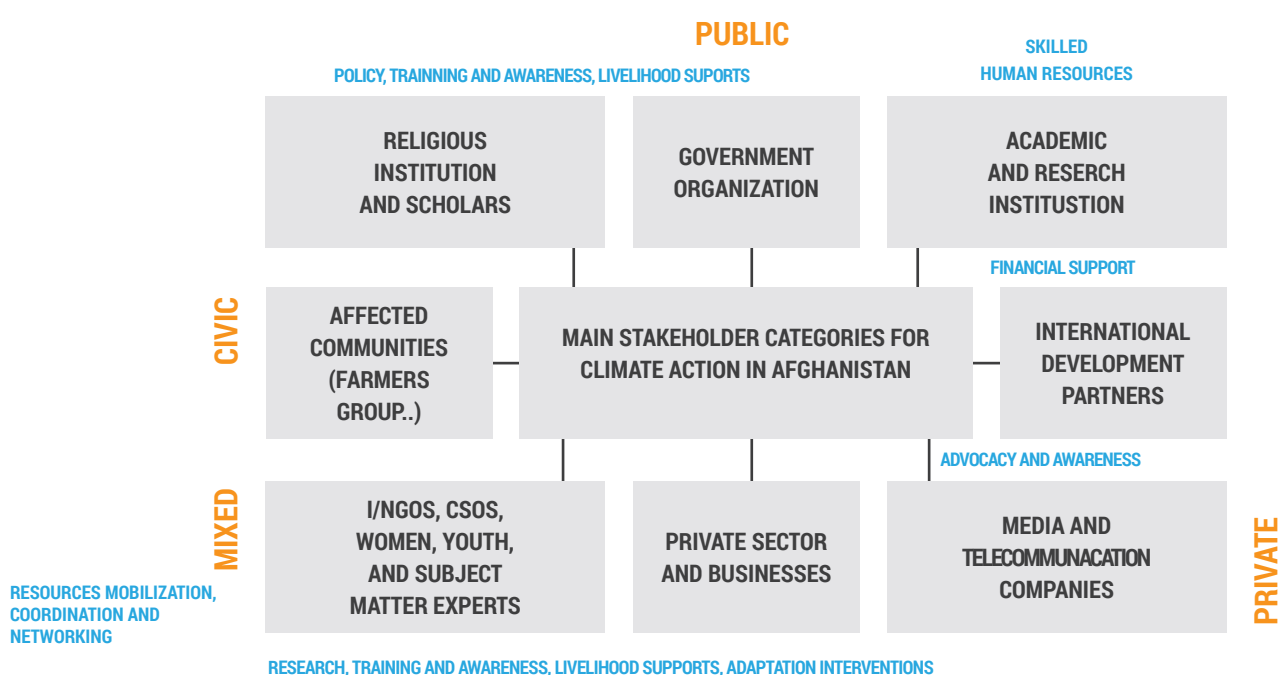 PUBLIC
SKILLED
HUMAN RESOURCES
POLICY, TRAINNING AND AWARENESS, LIVELIHOOD SUPORTS
RELIGIOUS
INSTITUTION
AND SCHOLARS
GOVERNMENT
ORGANIZATION
ACADEMIC
AND RESERCH
INSTITUSTION
FINANCIAL SUPPORT
CIVIC
AFFECTED
COMMUNITIES
(FARMERS
GROUP..)
MAIN STAKEHOLDER CATEGORIES FOR
CLIMATE ACTION IN AFGHANISTAN
INTERNATIONAL
DEVELOPMENT
PARTNERS
ADVOCACY AND AWARENESS
MIXED
I/NGOS, CSOS,
WOMEN, YOUTH,
AND SUBJECT
MATTER EXPERTS
PRIVATE SECTOR
AND BUSINESSES
MEDIA AND
TELECOMMUNACATION
COMPANIES
PRIVATE
RESOURCES MOBILIZATION,
COORDINATION AND
NETWORKING
RESEARCH, TRAINING AND AWARENESS, LIVELIHOOD SUPPORTS, ADAPTATION INTERVENTIONS